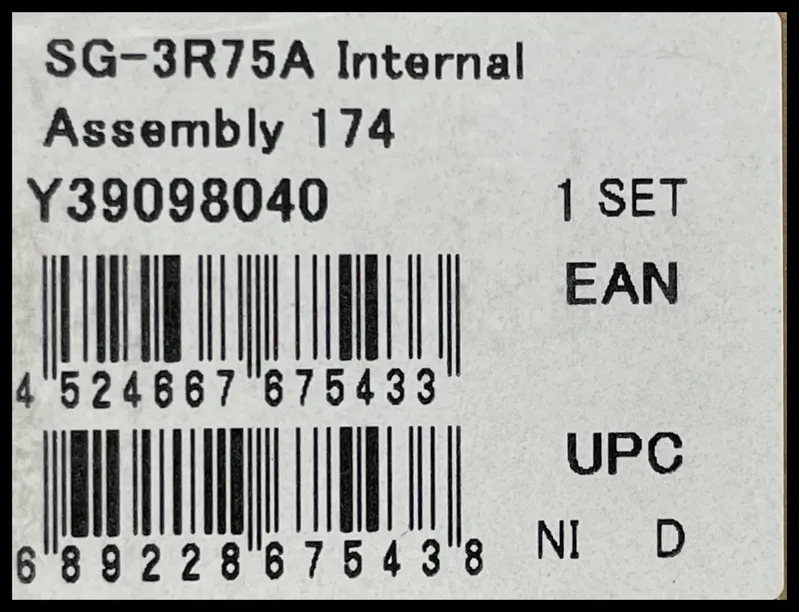 SG-3R75A Internal
Assembly 174
Y39098040 1 SET
EAN
4 524667 675433
UPC
6 89228 67543 8
NI D